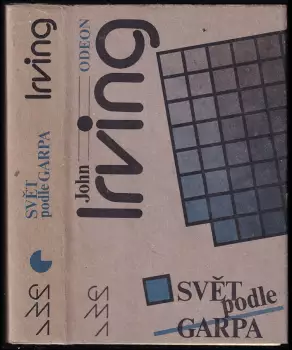 Irving
SVĚT
podle GARPA
John
Irving
ODEON
SVĚT
podle
GARPA